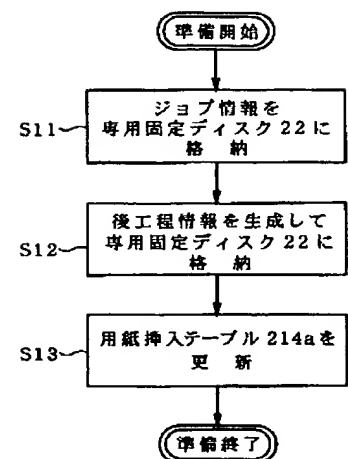 準備開始
S11
ジョブ情報を
専用固定ディスク22に
格 納
S12
後工程情報を生成して
専用固定ディスク22に
格 納
S13
用紙挿入テーブル214aを
更 新
準備終了